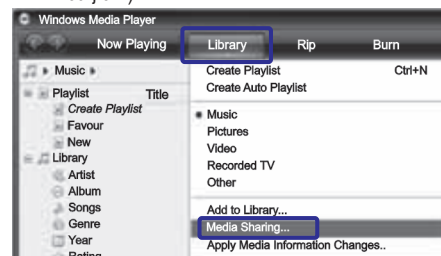 Windows Media Player
Now Playing Library Rip Burn
Music
Playlist Title
Create Playlist
Favour
New
Library
Artist
Album
Songs
Genre
Year
Rating
Create Playlist Ctrl+N
Create Auto Playlist
Music
Pictures
Video
Recorded TV
Other
Add to Library...
Media Sharing...
Apply Media Information Changes..